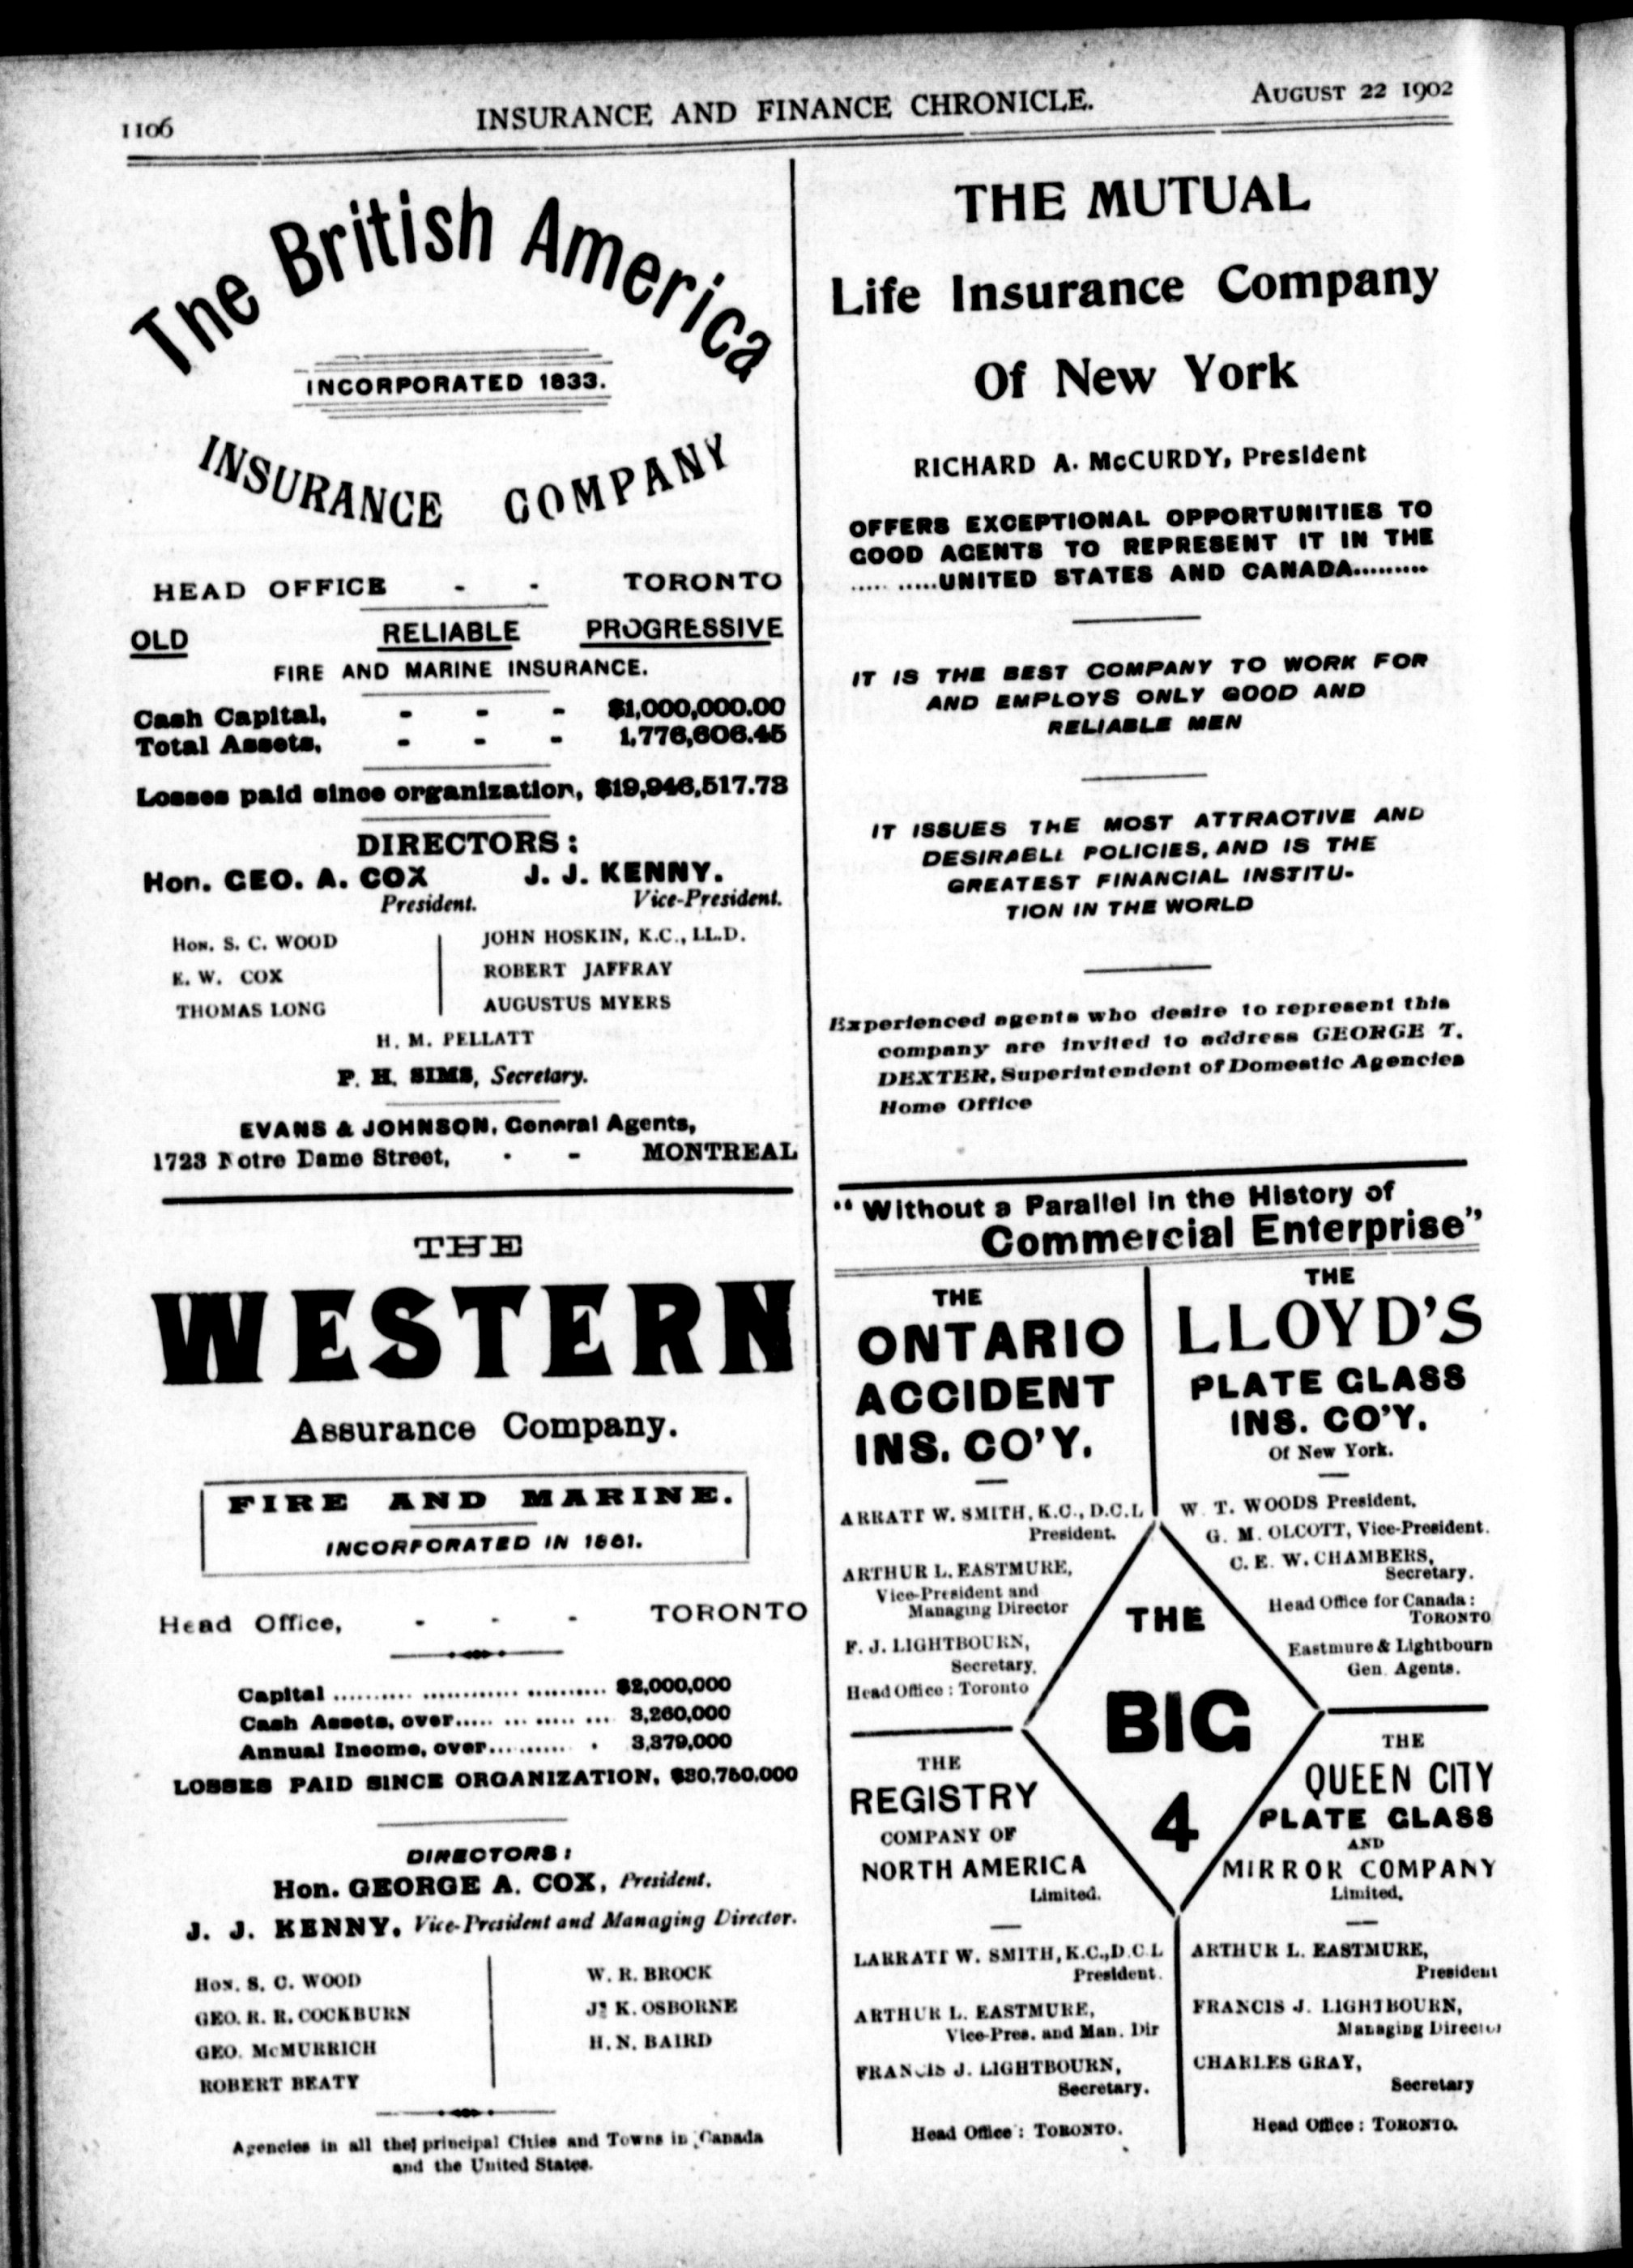 1106
INSURANCE AND FINANCE CHRONICLE.
AUGUST 22 1902
The British America
INCORPORATED 1833.
INSURANCE COMPANY
HEAD OFFICE - - TORONTO
OLD RELIABLE PROGRESSIVE
FIRE AND MARINE INSURANCE.
Cash Capital, - - - $1,000,000.00
Total Assets, - - - 1,776,606.45
Losses paid since organization, $19,946,517.73
DIRECTORS:
Hon. GEO. A. COX J. J. KENNY.
President. Vice-President.
HON. S. C. WOOD JOHN HOSKIN, K.C., LL.D.
E. W. COX ROBERT JAFFRAY
THOMAS LONG AUGUSTUS MYERS
H. M. PELLATT
P. H. SIMS, Secretary.
EVANS & JOHNSON, General Agents,
1723 Notre Dame Street, - - MONTREAL
THE
WESTERN
Assurance Company.
FIRE AND MARINE.
INCORPORATED IN 1851.
Head Office, - - - TORONTO
Capital .......... ............ .......... $2,000,000
Cash Assets, over..... ... ..... ... 3,260,000
Annual Income, over... ....... . 3,379,000
LOSSES PAID SINCE ORGANIZATION, $30,750,000
DIRECTORS:
Hon. GEORGE A. COX, President.
J. J. KENNY, Vice-President and Managing Director.
HON. S. C. WOOD W. R. BROCK
GEO. R. R. COCKBURN J. K. OSBORNE
GEO. McMURRICH H. N. BAIRD
ROBERT BEATY
Agencies in all the principal Cities and Towns in Canada
and the United States.
THE MUTUAL
Life Insurance Company
Of New York
RICHARD A. McCURDY, President
OFFERS EXCEPTIONAL OPPORTUNITIES TO
GOOD AGENTS TO REPRESENT IT IN THE
..... .....UNITED STATES AND CANADA.........
IT IS THE BEST COMPANY TO WORK FOR
AND EMPLOYS ONLY GOOD AND
RELIABLE MEN
IT ISSUES THE MOST ATTRACTIVE AND
DESIRABLE POLICIES, AND IS THE
GREATEST FINANCIAL INSTITU-
TION IN THE WORLD
Experienced agents who desire to represent this
company are invited to address GEORGE T.
DEXTER, Superintendent of Domestic Agencies
Home Office
"Without a Parallel in the History of
Commercial Enterprise"
THE
ONTARIO
ACCIDENT
INS. CO'Y.
ARRATT W. SMITH, K.C., D.C.L
President.
ARTHUR L. EASTMURE,
Vice-President and
Managing Director
F. J. LIGHTBOURN,
Secretary.
Head Office: Toronto
THE
LLOYD'S
PLATE GLASS
INS. CO'Y.
Of New York.
W. T. WOODS President.
G. M. OLCOTT, Vice-President.
C. E. W. CHAMBERS,
Secretary.
Head Office for Canada:
TORONTO
Eastmure & Lightbourn
Gen. Agents.
THE
BIG
4
THE
REGISTRY
COMPANY OF
NORTH AMERICA
Limited.
LARRATT W. SMITH, K.C., D.C.L
President.
ARTHUR L. EASTMURE,
Vice-Pres. and Man. Dir
FRANCIS J. LIGHTBOURN,
Secretary.
Head Office: TORONTO.
THE
QUEEN CITY
PLATE GLASS
AND
MIRROR COMPANY
Limited.
ARTHUR L. EASTMURE,
President
FRANCIS J. LIGHTBOURN,
Managing Director
CHARLES GRAY,
Secretary
Head Office: TORONTO.